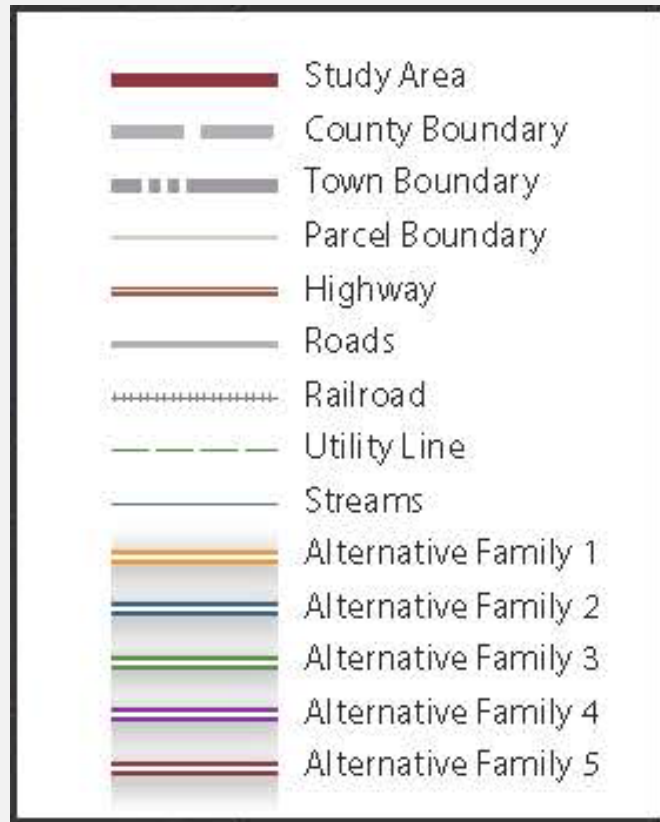 Study Area
County Boundary
Town Boundary
Parcel Boundary
Highway
Roads
Railroad
Utility Line
Streams
Alternative Family 1
Alternative Family 2
Alternative Family 3
Alternative Family 4
Alternative Family 5